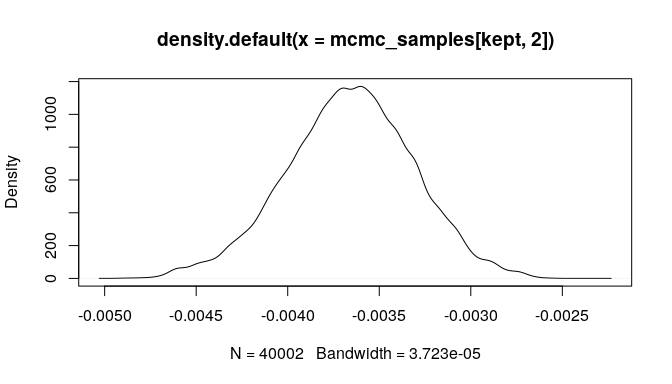 density.default(x = mcmc_samples[kept, 2])
Density
1000
600
200
0
-0.0050 -0.0045 -0.0040 -0.0035 -0.0030 -0.0025
N = 40002 Bandwidth = 3.723e-05